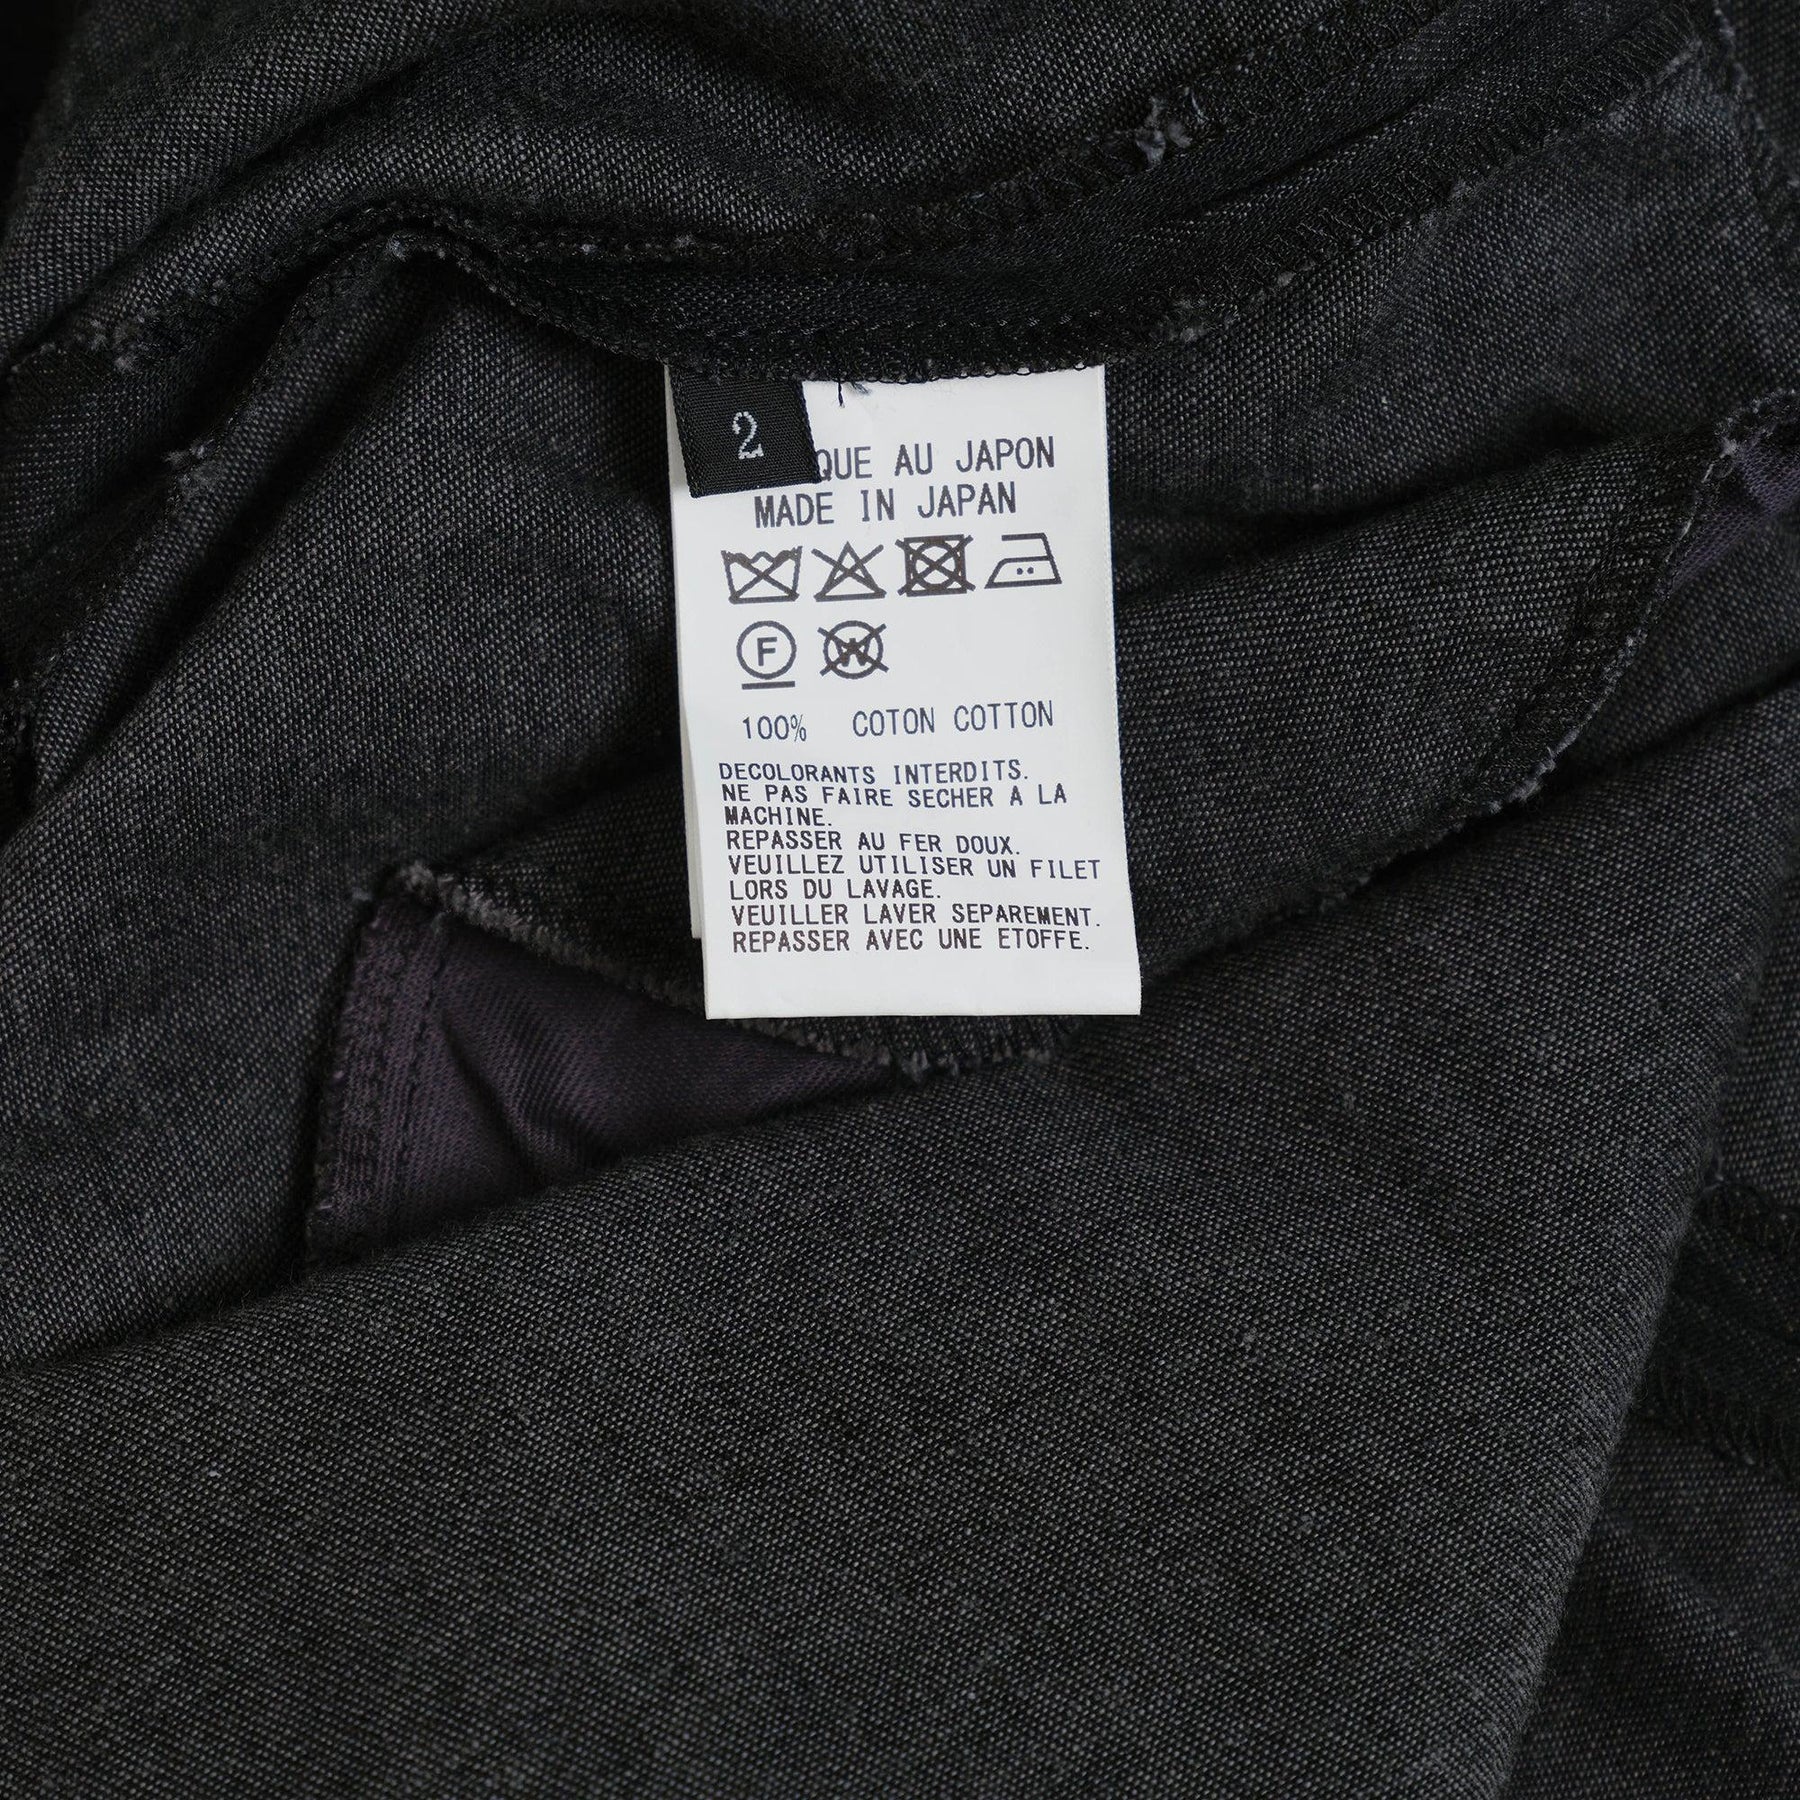 2
QUE AU JAPON
MADE IN JAPAN
F
W
100% COTON COTTON
DECOLORANTS INTERDITS.
NE PAS FAIRE SECHER A LA
MACHINE.
REPASSER AU FER DOUX.
VEUILLEZ UTILISER UN FILET
LORS DU LAVAGE.
VEUILLER LAVER SEPAREMENT.
REPASSER AVEC UNE ETOFFE.